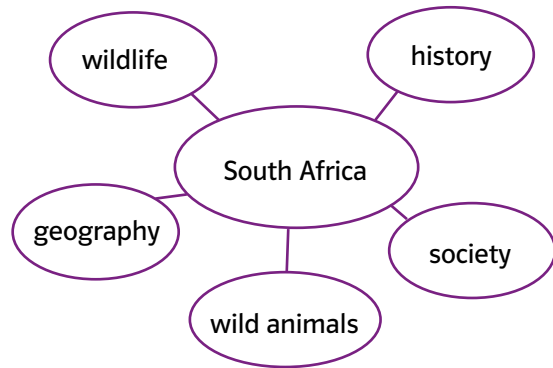 wildlife
history
South Africa
geography
society
wild animals